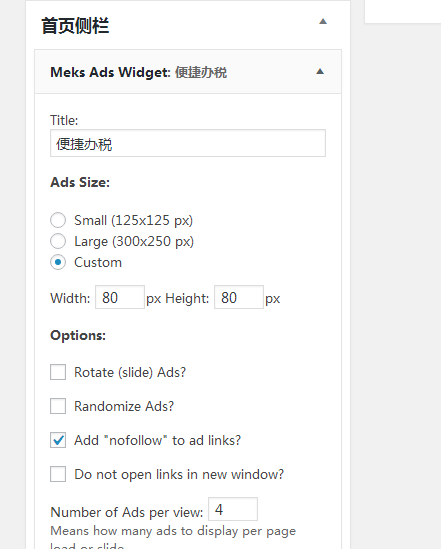 首页侧栏
Meks Ads Widget: 便捷办税
Title:
便捷办税
Ads Size:
Small (125x125 px)
Large (300x250 px)
Custom
Width: 80 px Height: 80 px
Options:
Rotate (slide) Ads?
Randomize Ads?
Add "nofollow" to ad links?
Do not open links in new window?
Number of Ads per view: 4
Means how many ads to display per page
load or slide